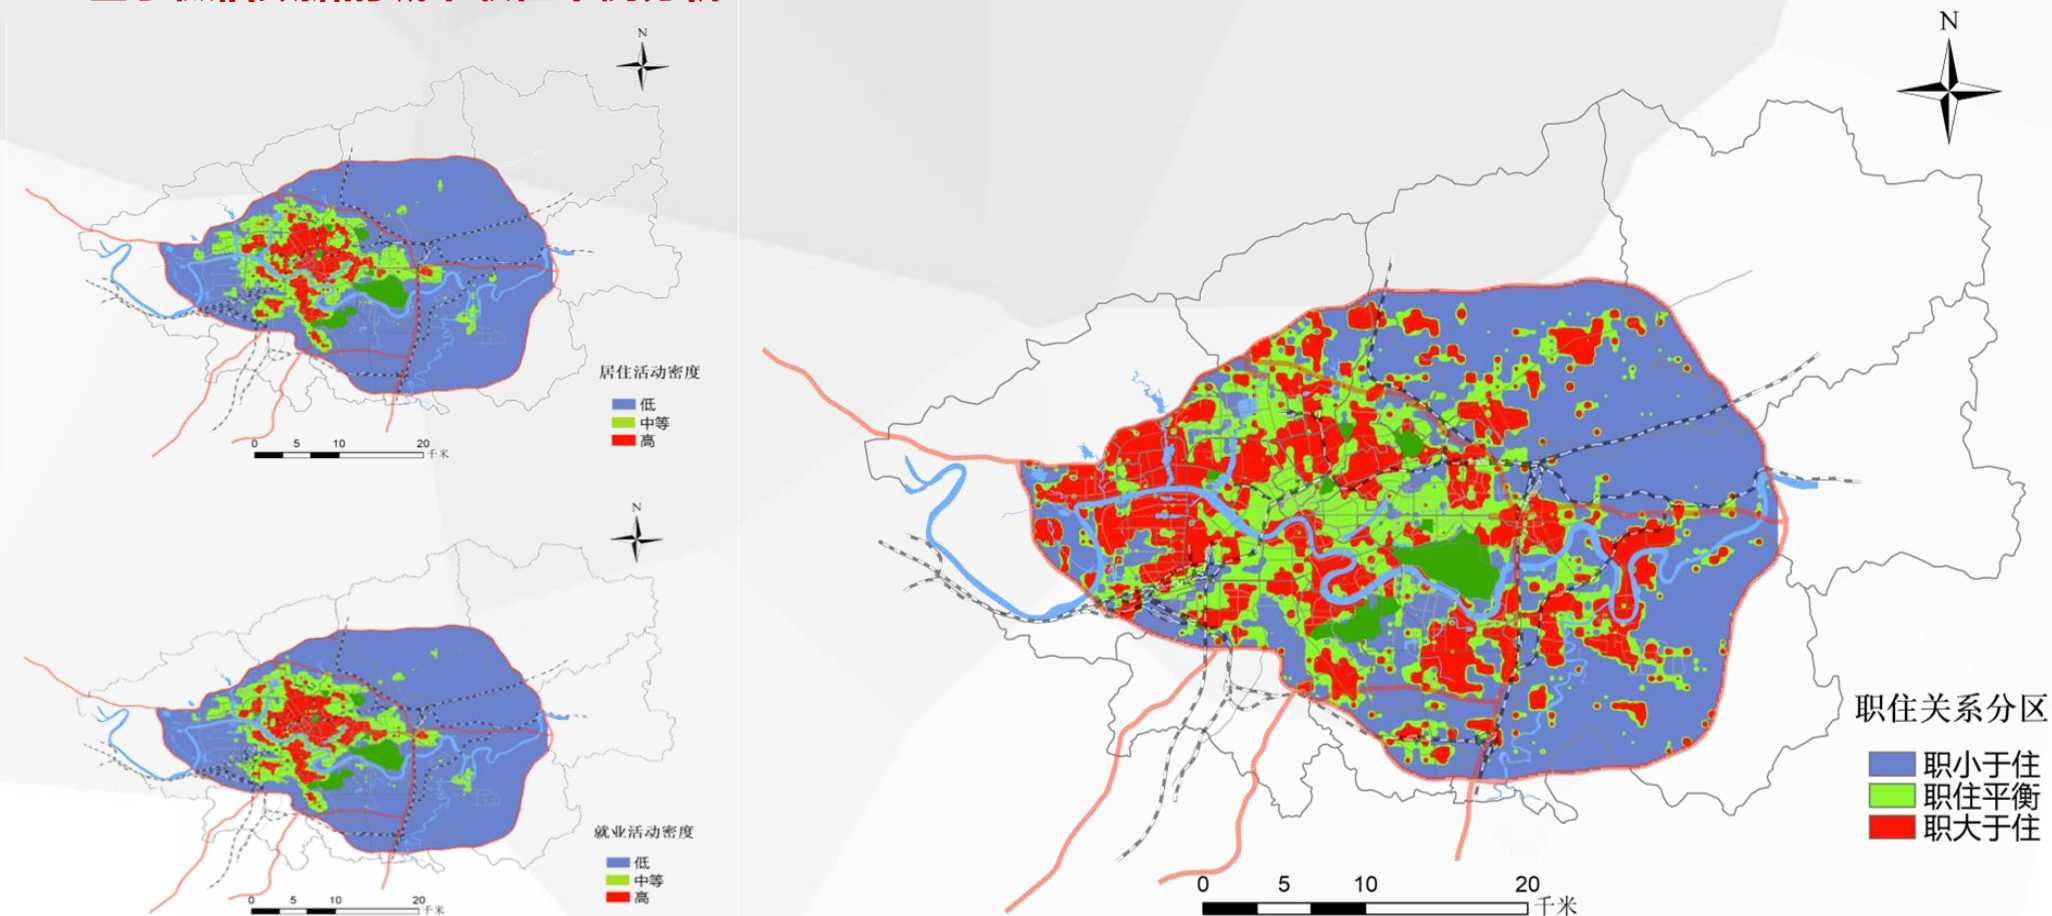 N
居住活动密度
低
中等
高
0 5 10 20
千米
N
就业活动密度
低
中等
高
0 5 10 20
千米
N
职住关系分区
职小于住
职住平衡
职大于住
0 5 10 20
千米